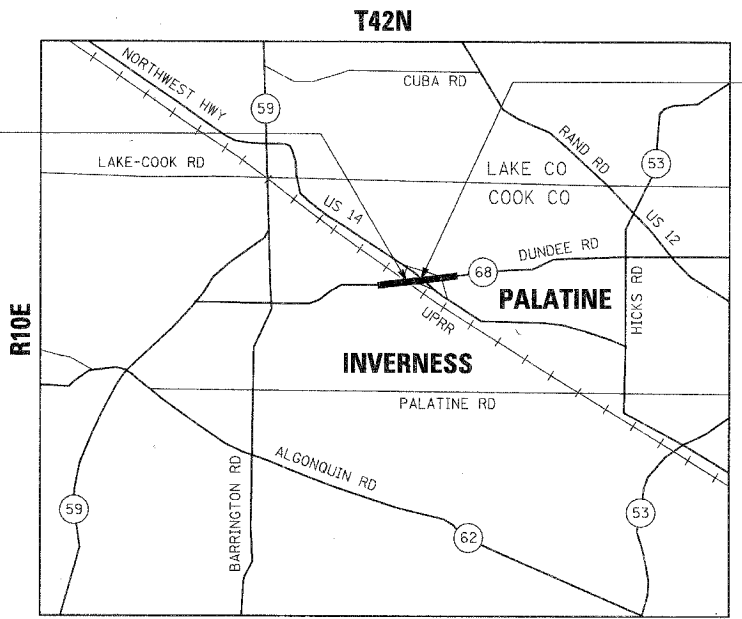 T42N
NORTHWEST HWY
CUBA RD
59
RAND RD
53
LAKE-COOK RD
LAKE CO
COOK CO
US 14
US 12
DUNDEE RD
68
PALATINE
HICKS RD
UPRR
R10E
INVERNESS
PALATINE RD
ALGONQUIN RD
BARRINGTON RD
59
53
62